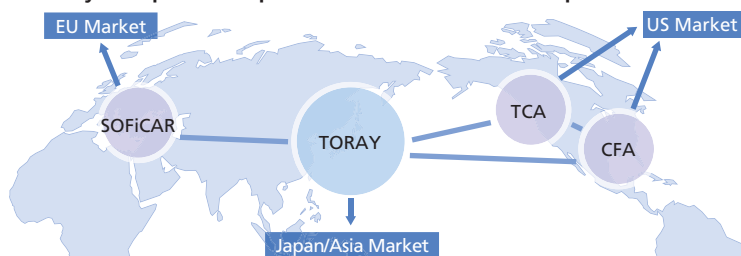 EU Market
US Market
SOFiCAR
TORAY
TCA
CFA
Japan/Asia Market